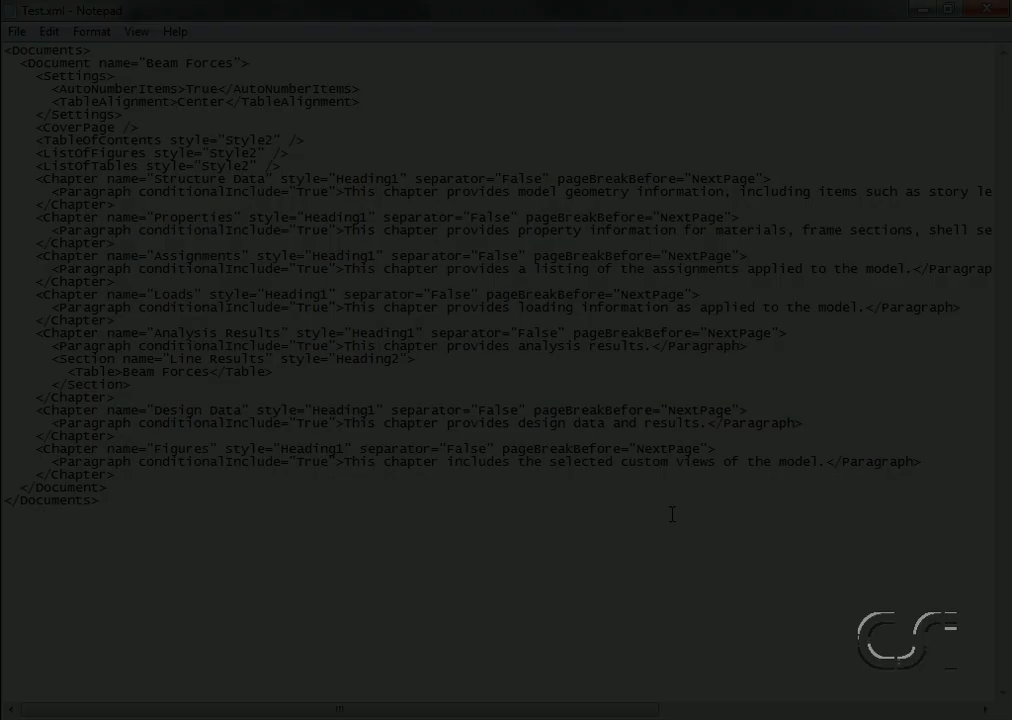 Test.xml - Notepad
File Edit Format View Help
<Documents>
<Document name="Beam Forces">
<Settings>
<AutoNumberItems>True</AutoNumberItems>
<TableAlignment>Center</TableAlignment>
</Settings>
<CoverPage />
<TableOfContents style="Style2" />
<ListOfFigures style="Style2" />
<ListOfTables style="Style2" />
<Chapter name="Structure Data" style="Heading1" separator="False" pageBreakBefore="NextPage">
<Paragraph conditionalInclude="True">This chapter provides model geometry information, including items such as story le
</Chapter>
<Chapter name="Properties" style="Heading1" separator="False" pageBreakBefore="NextPage">
<Paragraph conditionalInclude="True">This chapter provides property information for materials, frame sections, shell se
</Chapter>
<Chapter name="Assignments" style="Heading1" separator="False" pageBreakBefore="NextPage">
<Paragraph conditionalInclude="True">This chapter provides a listing of the assignments applied to the model.</Paragrap
</Chapter>
<Chapter name="Loads" style="Heading1" separator="False" pageBreakBefore="NextPage">
<Paragraph conditionalInclude="True">This chapter provides loading information as applied to the model.</Paragraph>
</Chapter>
<Chapter name="Analysis Results" style="Heading1" separator="False" pageBreakBefore="NextPage">
<Paragraph conditionalInclude="True">This chapter provides analysis results.</Paragraph>
<Section name="Line Results" style="Heading2">
<Table>Beam Forces</Table>
</Section>
</Chapter>
<Chapter name="Design Data" style="Heading1" separator="False" pageBreakBefore="NextPage">
<Paragraph conditionalInclude="True">This chapter provides design data and results.</Paragraph>
</Chapter>
<Chapter name="Figures" style="Heading1" separator="False" pageBreakBefore="NextPage">
<Paragraph conditionalInclude="True">This chapter includes the selected custom views of the model.</Paragraph>
</Chapter>
</Document>
</Documents>